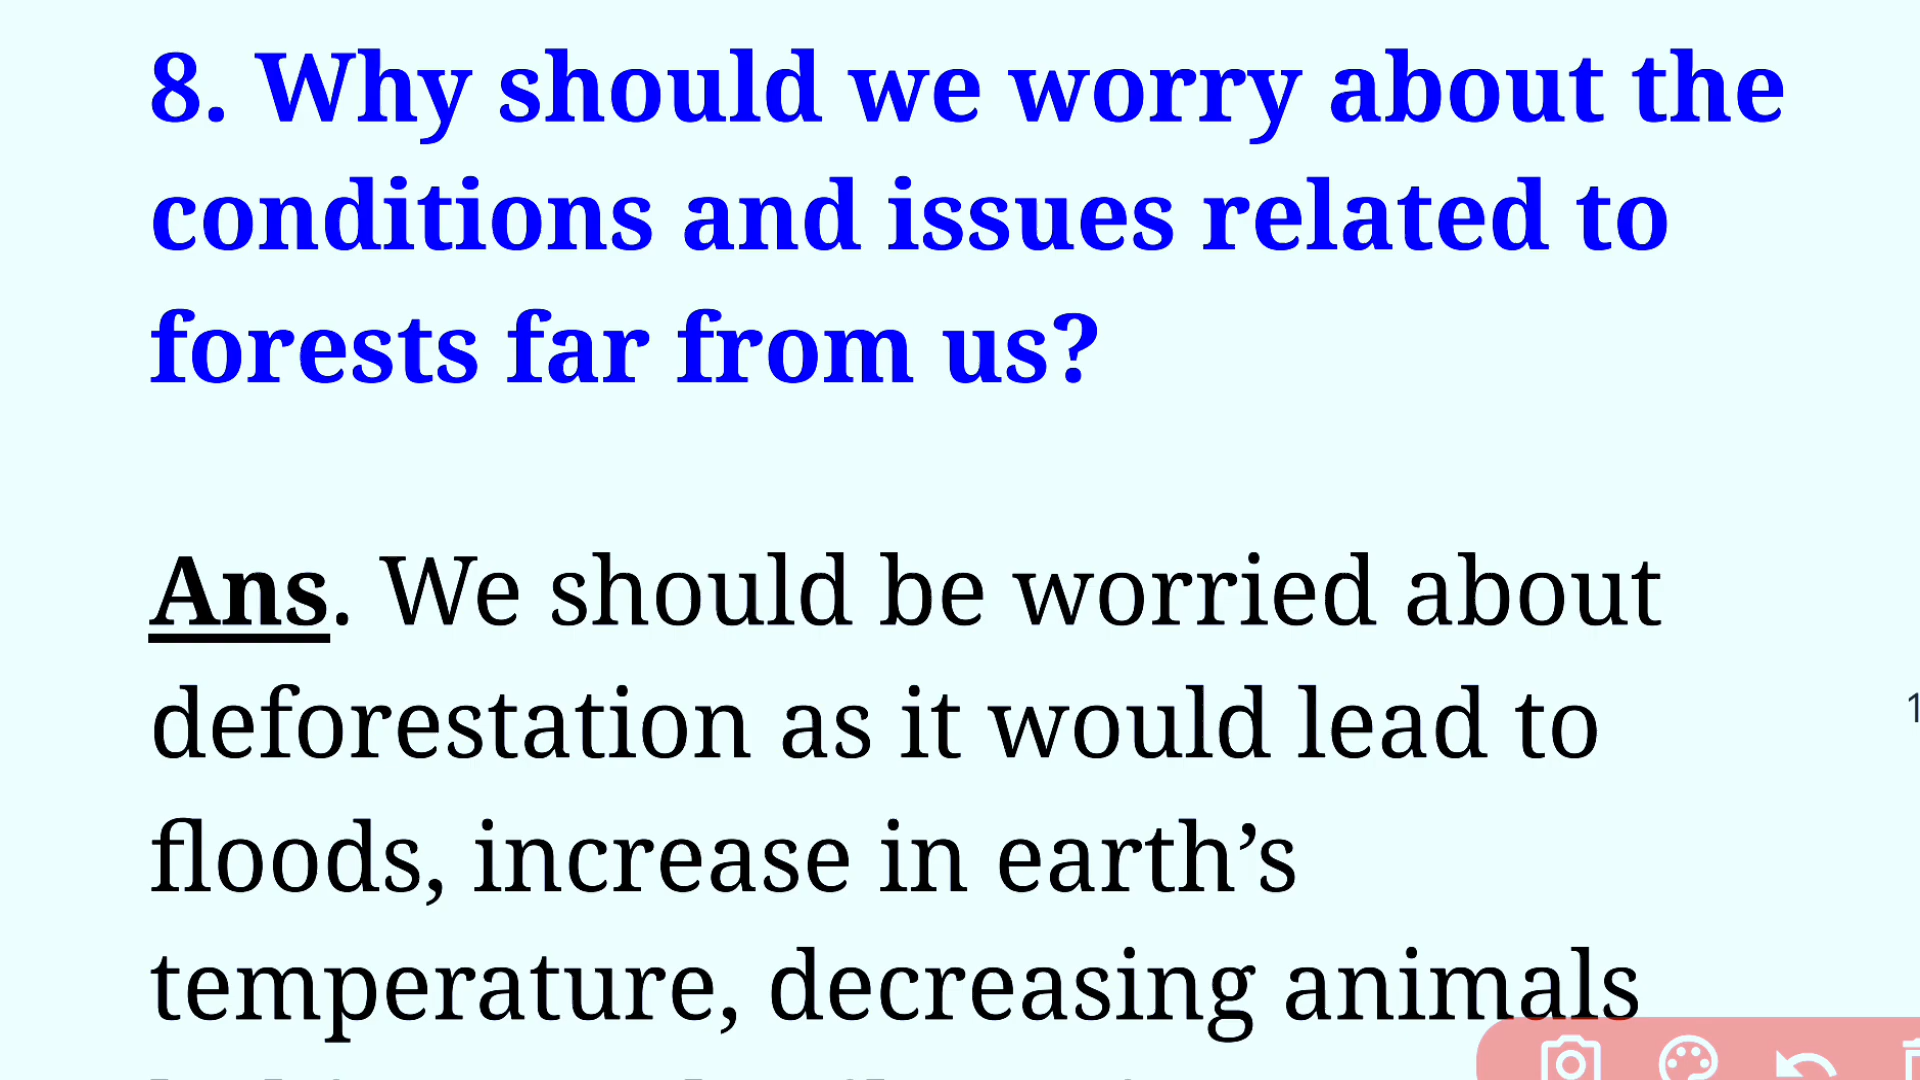 8. Why should we worry about the
conditions and issues related to
forests far from us?
Ans. We should be worried about
deforestation as it would lead to
floods, increase in earth’s
temperature, decreasing animals
1